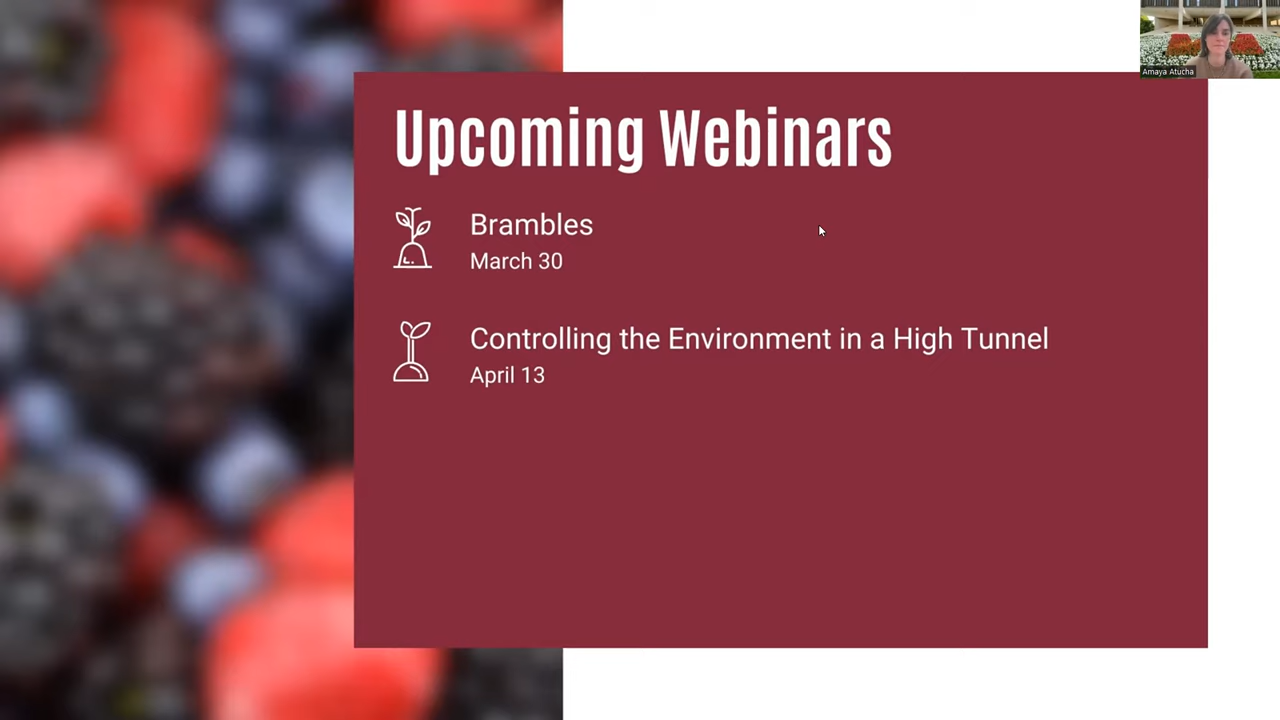 Amaya Atucha
Upcoming Webinars
Brambles
March 30
Controlling the Environment in a High Tunnel
April 13